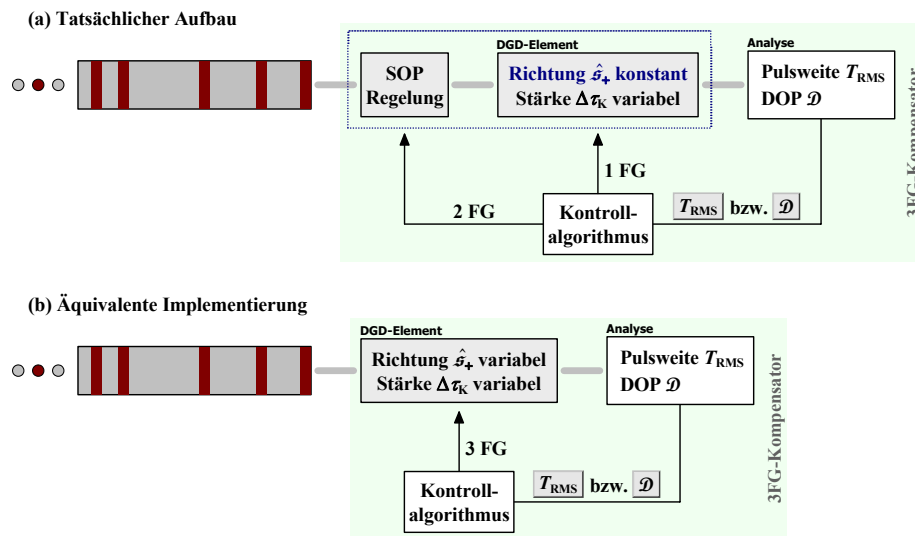 (a) Tatsächlicher Aufbau
DGD-Element
Analyse
SOP
Regelung
Richtung ŝ₊ konstant
Stärke Δτ_K variabel
Pulsweite T_RMS
DOP 𝒟
1 FG
2 FG
Kontroll-
algorithmus
T_RMS bzw. 𝒟
3FG-Kompensator
(b) Äquivalente Implementierung
DGD-Element
Analyse
Richtung ŝ₊ variabel
Stärke Δτ_K variabel
Pulsweite T_RMS
DOP 𝒟
3 FG
Kontroll-
algorithmus
T_RMS bzw. 𝒟
3FG-Kompensator